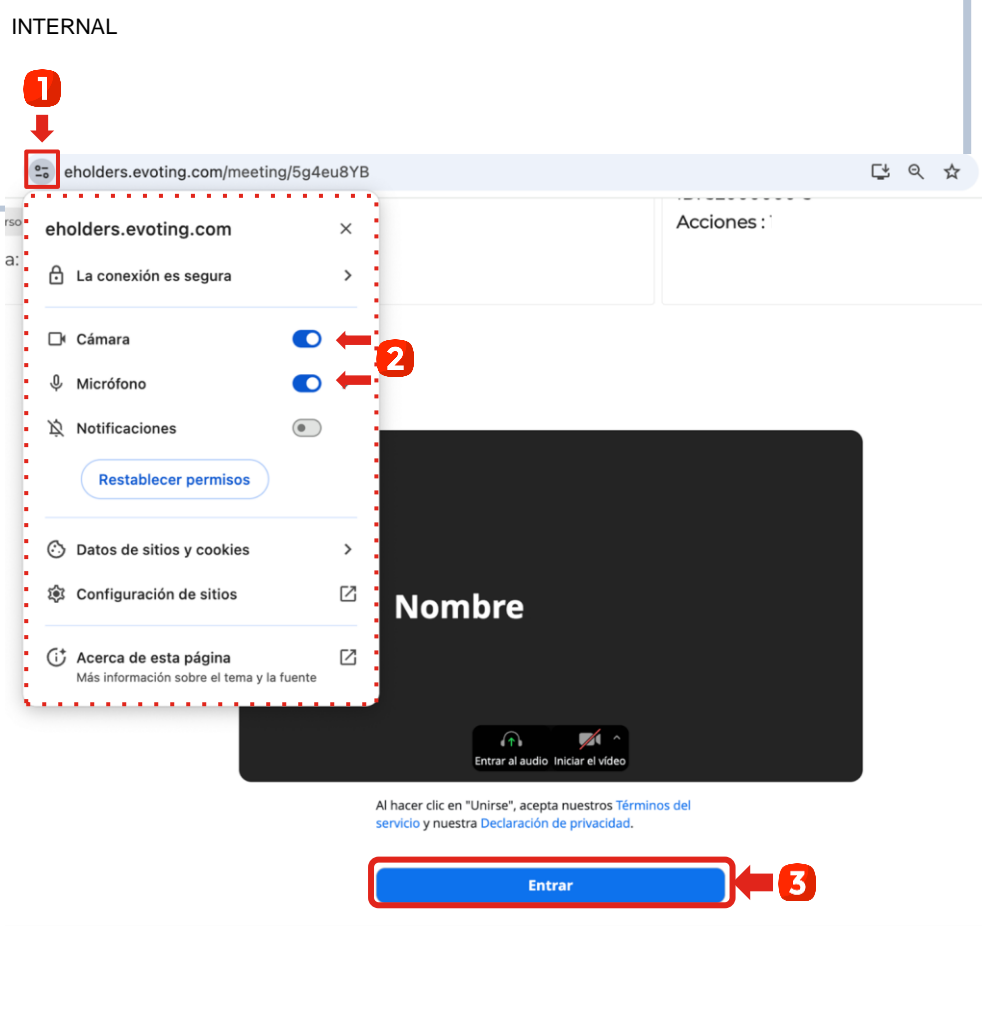 INTERNAL
1
eholders.evoting.com/meeting/5g4eu8YB
Acciones :
a:
eholders.evoting.com
La conexión es segura
Cámara
2
Micrófono
Notificaciones
Restablecer permisos
Datos de sitios y cookies
Configuración de sitios
Nombre
Acerca de esta página
Más información sobre el tema y la fuente
Entrar al audio Iniciar el vídeo
Al hacer clic en "Unirse", acepta nuestros Términos del
servicio y nuestra Declaración de privacidad.
Entrar
3